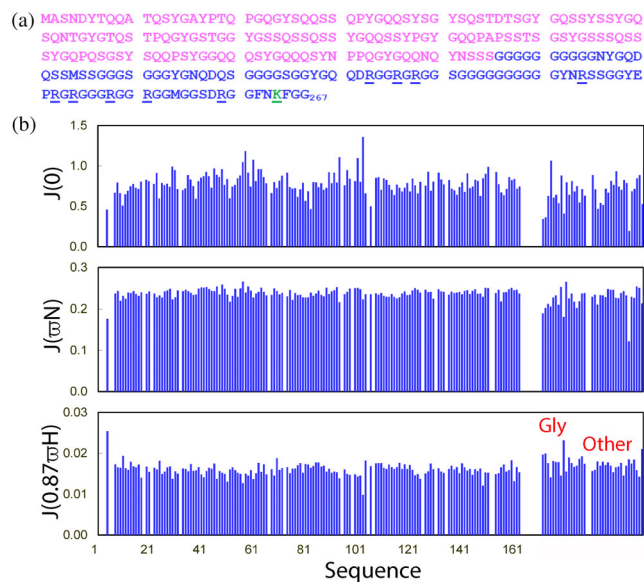 (a) MASNDYTQQA TQSYGAYPTQ PGQGYSQQSS QPYGQQSYSG YSQSTDTSGY GQSSYSSYGQ
SQNTGYGTQS TPQGYGSTGG YGSSQSSQSS YGQQSSYPGY GQQPAPSSTS GSYGSSSQSS
SYGQPQSGSY SQQPSYGGQQ QSYGQQQSYN PPQGYGQQNQ YNSSSGGGGG GGGGGNYGQD
QSSMSSGGGS GGGYGNQDQS GGGGSGGYGQ QDRGGRGRGG SGGGGGGGGG GYNRSSGGYE
PRGRGGGRGG RGGMGGSDRG GFNKFGG267
(b)
J(0)
1.5
1.0
0.5
0.0
J(ϖN)
0.3
0.2
0.1
0.0
J(0.87ϖH)
0.03
0.02
0.01
0.00
Gly
Other
1 21 41 61 81 101 121 141 161
Sequence